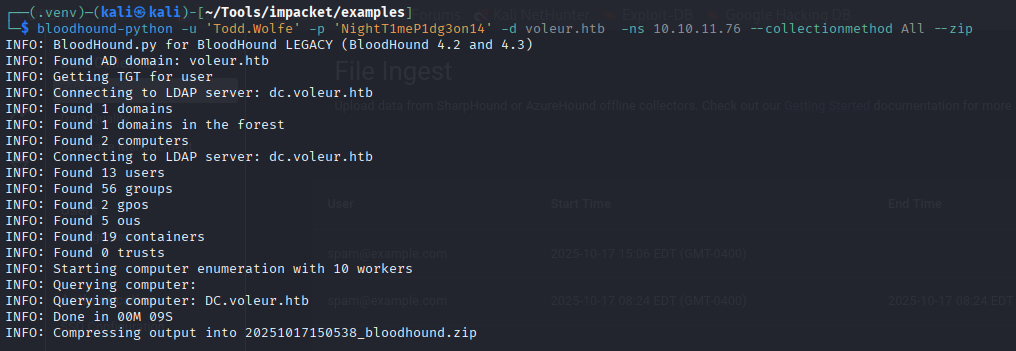 ┌──(.venv)─(kali㉿kali)-[~/Tools/impacket/examples]
└─$ bloodhound-python -u 'Todd.Wolfe' -p 'NightT1meP1dg3on14' -d voleur.htb  -ns 10.10.11.76 --collectionmethod All --zip
INFO: BloodHound.py for BloodHound LEGACY (BloodHound 4.2 and 4.3)
INFO: Found AD domain: voleur.htb
INFO: Getting TGT for user
INFO: Connecting to LDAP server: dc.voleur.htb
INFO: Found 1 domains
INFO: Found 1 domains in the forest
INFO: Found 2 computers
INFO: Connecting to LDAP server: dc.voleur.htb
INFO: Found 13 users
INFO: Found 56 groups
INFO: Found 2 gpos
INFO: Found 5 ous
INFO: Found 19 containers
INFO: Found 0 trusts
INFO: Starting computer enumeration with 10 workers
INFO: Querying computer:
INFO: Querying computer: DC.voleur.htb
INFO: Done in 00M 09S
INFO: Compressing output into 20251017150538_bloodhound.zip
Kali NetHunter Exploit-DB Google Hacking DB
File Ingest
Upload data from SharpHound or AzureHound offline collectors. Check out our Getting Started documentation for more
User Start Time End Time
spam@example.com 2025-10-17 15:06 EDT (GMT-0400)
spam@example.com 2025-10-17 08:24 EDT (GMT-0400) 2025-10-17 08:24 EDT